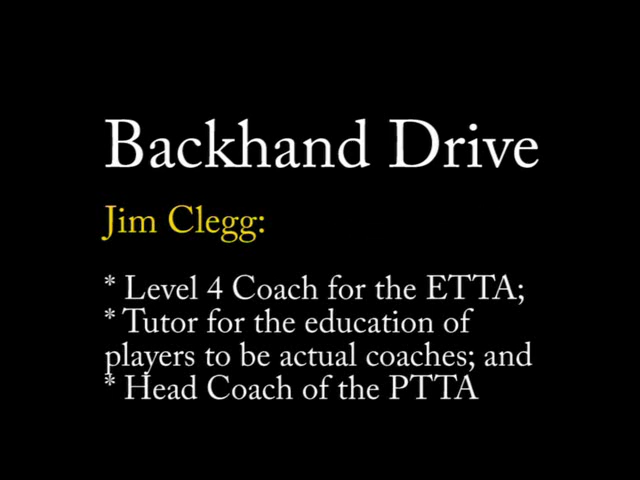 Backhand Drive
Jim Clegg:
* Level 4 Coach for the ETTA;
* Tutor for the education of
players to be actual coaches; and
* Head Coach of the PTTA